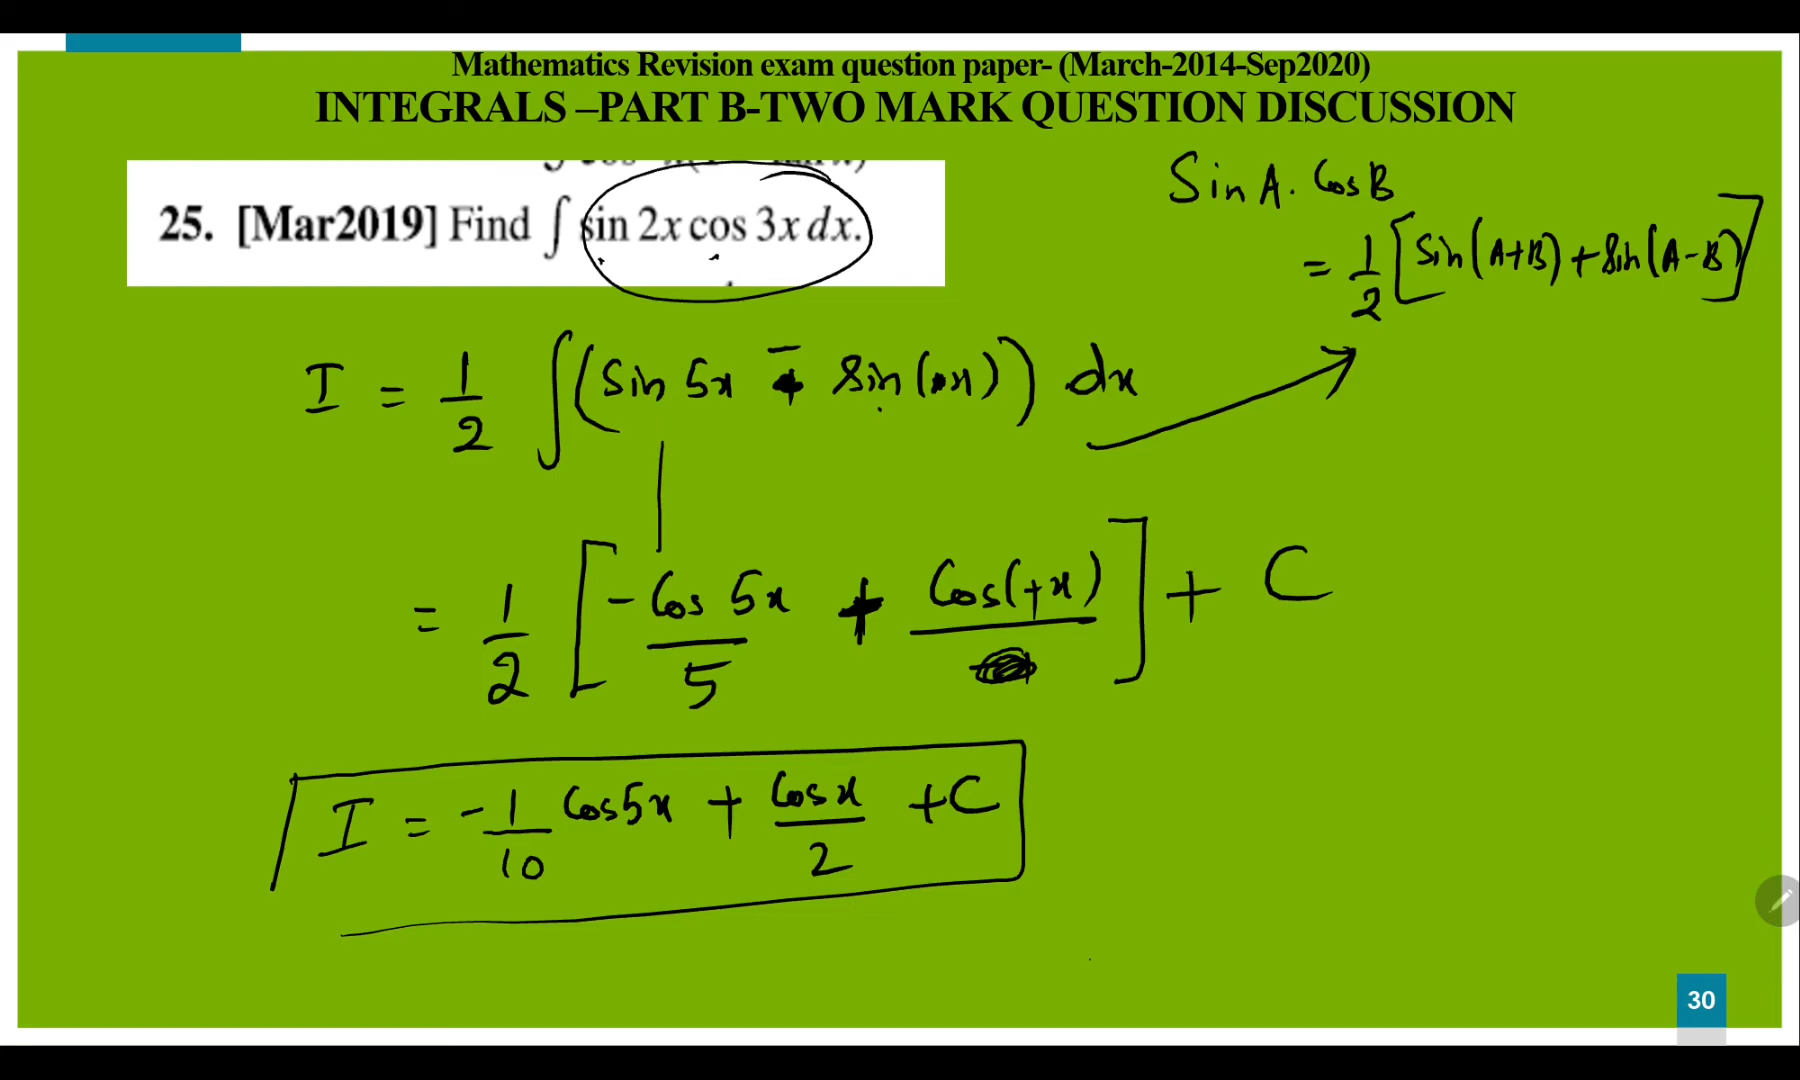 Mathematics Revision exam question paper- (March-2014-Sep2020)
INTEGRALS –PART B-TWO MARK QUESTION DISCUSSION
25. [Mar2019] Find ∫ sin 2x cos 3x dx.
Sin A . Cos B
= 1/2 [Sin(A+B) + Sin(A-B)]
I = 1/2 ∫(Sin 5x - Sin(x)) dx
= 1/2 [-Cos 5x/5 + Cos(+x)] + C
I = -1/10 Cos5x + Cosx/2 + C
30